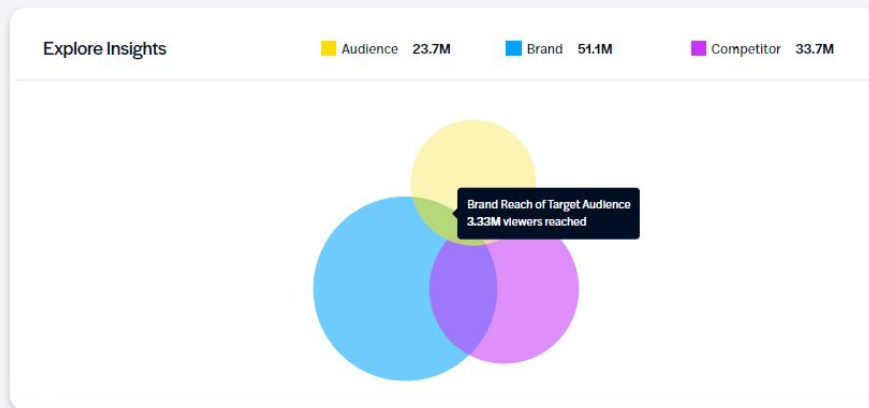 Explore Insights
Audience 23.7M
Brand 51.1M
Competitor 33.7M
Brand Reach of Target Audience
3.33M viewers reached